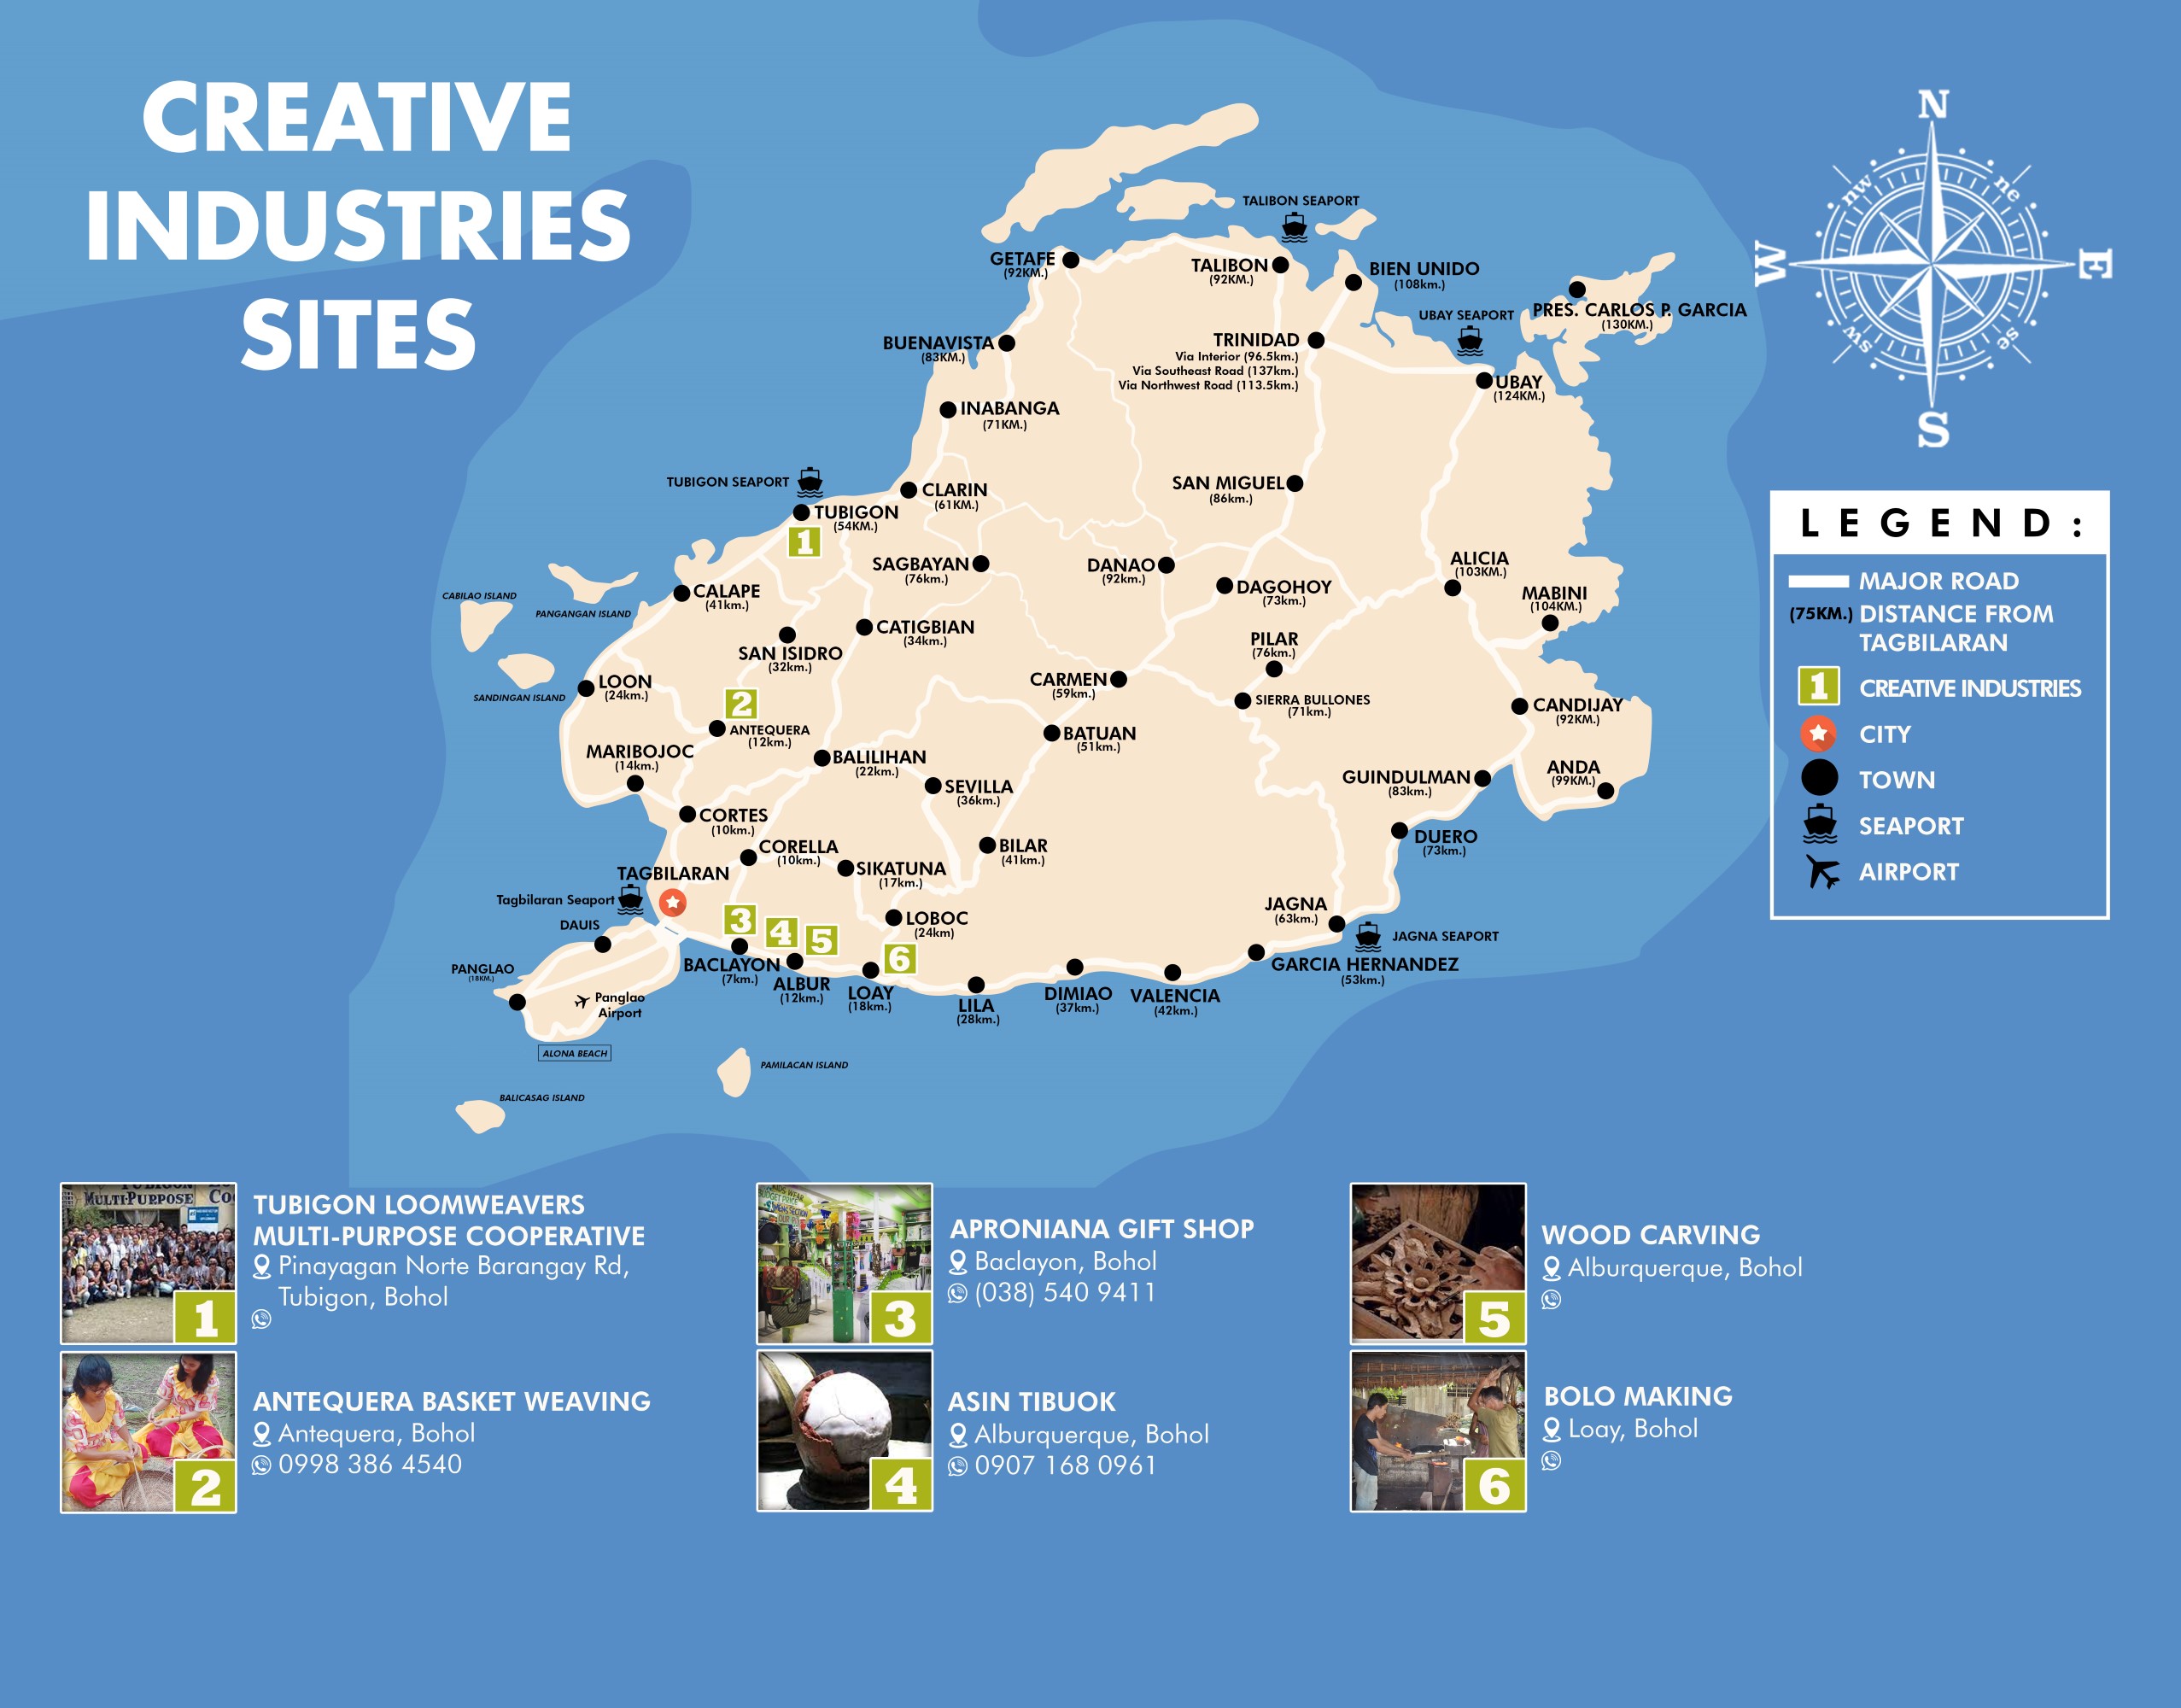 CREATIVE
INDUSTRIES
SITES
N
nw
ne
W
E
sw
se
S
TALIBON SEAPORT
GETAFE
(92KM.)
TALIBON
(92KM.)
BIEN UNIDO
(108km.)
PRES. CARLOS P. GARCIA
(130KM.)
UBAY SEAPORT
BUENAVISTA
(83KM.)
TRINIDAD
Via Interior (96.5km.)
Via Southeast Road (137km.)
Via Northwest Road (113.5km.)
UBAY
(124KM.)
INABANGA
(71KM.)
TUBIGON SEAPORT
CLARIN
(61KM.)
SAN MIGUEL
(86km.)
TUBIGON
(54KM.)
1
SAGBAYAN
(76km.)
DANAO
(92km.)
DAGOHOY
(73km.)
ALICIA
(103KM.)
MABINI
(104KM.)
CABILAO ISLAND
PANGANGAN ISLAND
CALAPE
(41km.)
CATIGBIAN
(34km.)
SAN ISIDRO
(32km.)
PILAR
(76km.)
SANDINGAN ISLAND
LOON
(24km.)
2
CARMEN
(59km.)
SIERRA BULLONES
(71km.)
CANDIJAY
(92KM.)
ANTEQUERA
(12km.)
BATUAN
(51km.)
MARIBOJOC
(14km.)
BALILIHAN
(22km.)
SEVILLA
(36km.)
GUINDULMAN
(83km.)
ANDA
(99KM.)
CORTES
(10km.)
CORELLA
(10km.)
BILAR
(41km.)
DUERO
(73km.)
TAGBILARAN
SIKATUNA
(17km.)
Tagbilaran Seaport
DAUIS
3
4
5
LOBOC
(24km)
JAGNA
(63km.)
JAGNA SEAPORT
6
PANGLAO
(18KM.)
BACLAYON
(7km.)
ALBUR
(12km.)
LOAY
(18km.)
LILA
(28km.)
DIMIAO
(37km.)
VALENCIA
(42km.)
GARCIA HERNANDEZ
(53km.)
Panglao
Airport
ALONA BEACH
PAMILACAN ISLAND
BALICASAG ISLAND
LEGEND:
MAJOR ROAD
(75KM.) DISTANCE FROM
TAGBILARAN
1 CREATIVE INDUSTRIES
CITY
TOWN
SEAPORT
AIRPORT
MULTI-PURPOSE
1
TUBIGON LOOMWEAVERS
MULTI-PURPOSE COOPERATIVE
Pinayagan Norte Barangay Rd,
Tubigon, Bohol
2
ANTEQUERA BASKET WEAVING
Antequera, Bohol
0998 386 4540
3
APRONIANA GIFT SHOP
Baclayon, Bohol
(038) 540 9411
4
ASIN TIBUOK
Alburquerque, Bohol
0907 168 0961
5
WOOD CARVING
Alburquerque, Bohol
6
BOLO MAKING
Loay, Bohol